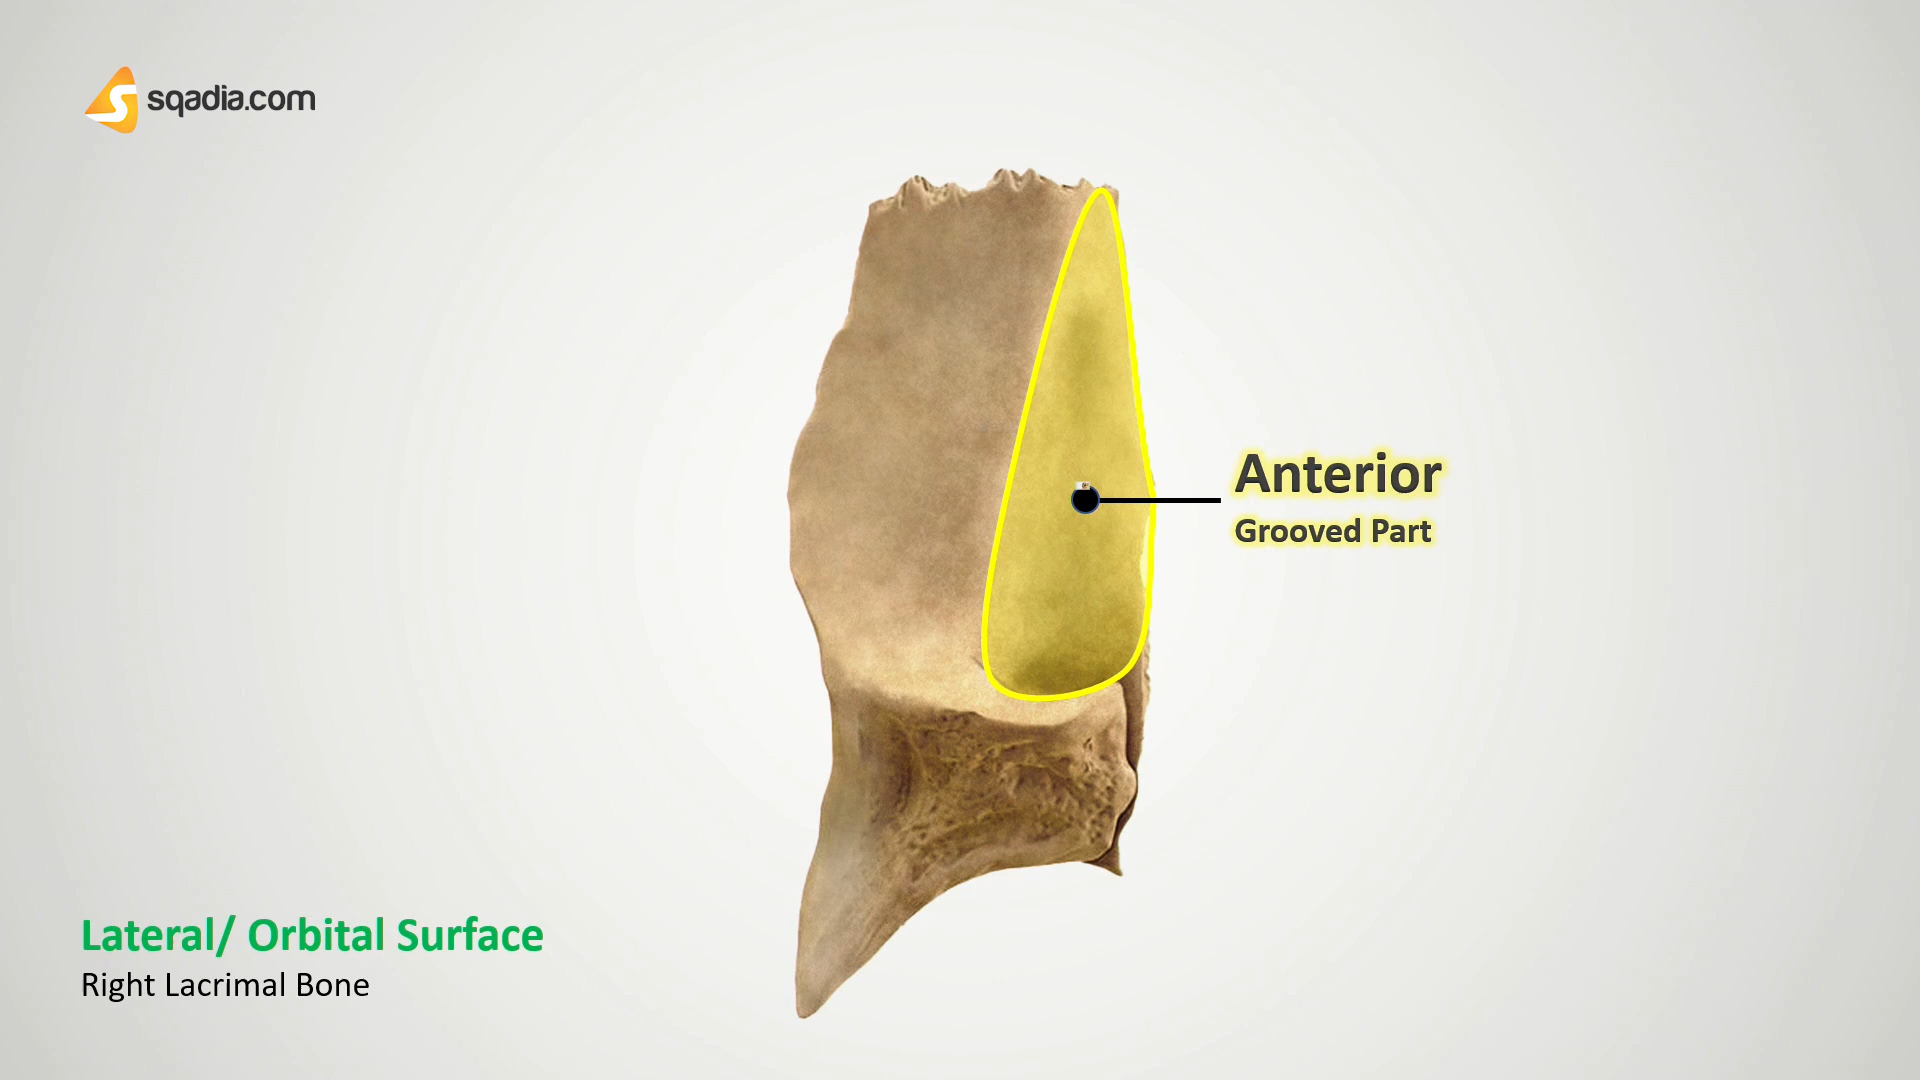 sqadia.com
Anterior
Grooved Part
Lateral/ Orbital Surface
Right Lacrimal Bone